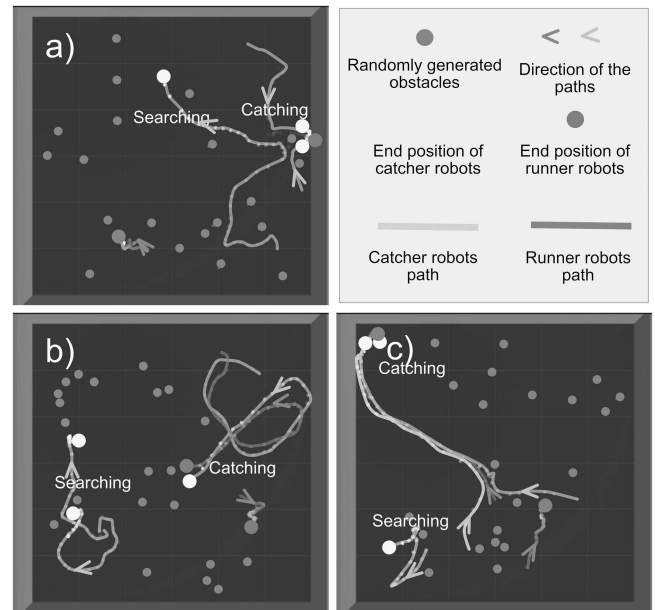 a)
Searching
Catching
Randomly generated
obstacles
Direction of the
paths
End position of
catcher robots
End position of
runner robots
Catcher robots
path
Runner robots
path
b)
Searching
Catching
c)
Catching
Searching